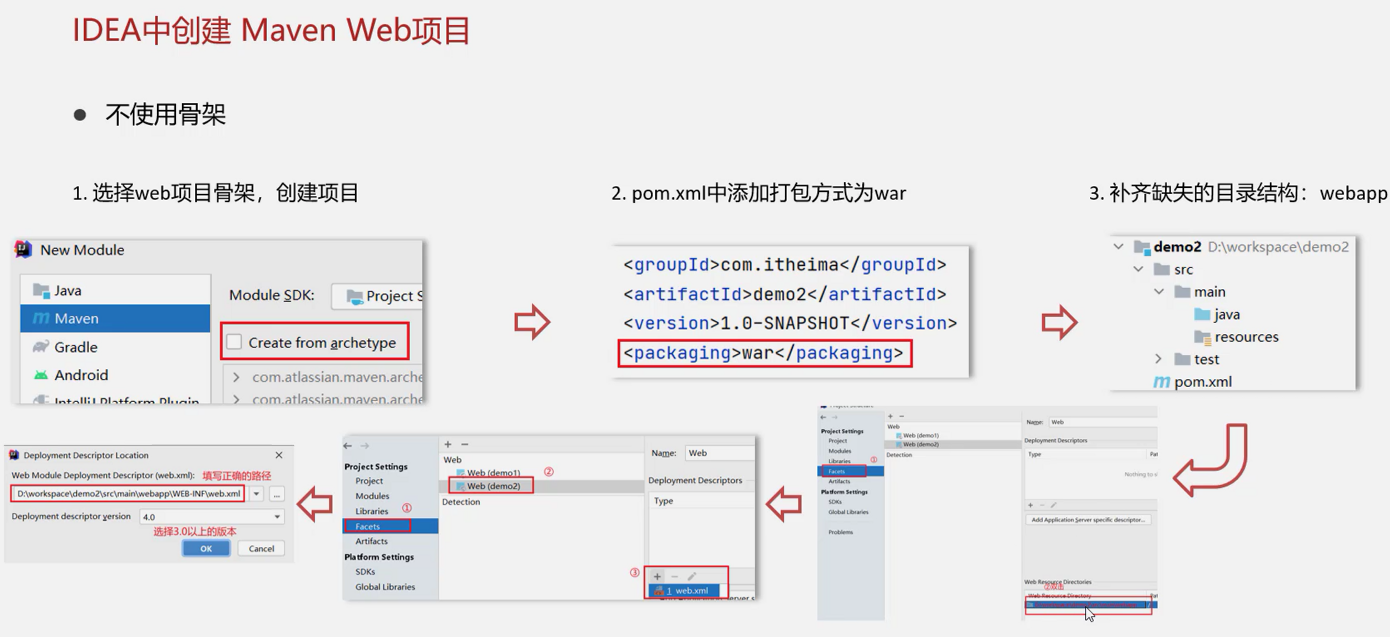 IDEA中创建 Maven Web项目
● 不使用骨架
1. 选择web项目骨架，创建项目
New Module
Java
Maven
Gradle
Android
IntelliJ Platform Plugin
Module SDK:
Project S
Create from archetype
com.atlassian.maven.arche
com.atlassian.maven.arche
2. pom.xml中添加打包方式为war
<groupId>com.itheima</groupId>
<artifactId>demo2</artifactId>
<version>1.0-SNAPSHOT</version>
<packaging>war</packaging>
3. 补齐缺失的目录结构：webapp
demo2 D:\workspace\demo2
src
main
java
resources
test
pom.xml
Project Settings
Project
Modules
Libraries ①
Facets
Artifacts
Platform Settings
SDKs
Global Libraries
Problems
Web
Web (demo1)
Web (demo2)
Detection
Name: Web
Deployment Descriptors
Type
Nothing to
Add Application Server specific descriptor...
Web Resource Directories
②双击
Web Resource Directory
Project Settings
Project
Modules
Libraries ①
Facets
Artifacts
Platform Settings
SDKs
Global Libraries
Web
Web (demo1) ②
Web (demo2)
Detection
Name: Web
Deployment Descriptors
Type
③
1 web.xml
Deployment Descriptor Location
Web Module Deployment Descriptor (web.xml): 填写正确的路径
D:\workspace\demo2\src\main\webapp\WEB-INF\web.xml
...
Deployment descriptor version 4.0
选择3.0以上的版本
OK
Cancel